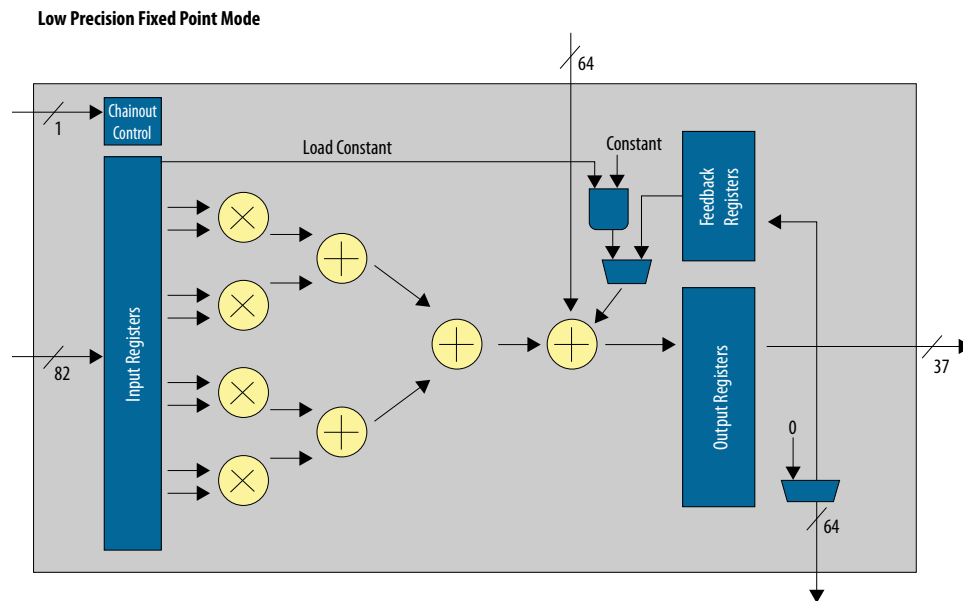 Low Precision Fixed Point Mode
64
Chainout
Control
1
Load Constant
Constant
Feedback
Registers
Input Registers
82
Output Registers
37
0
64